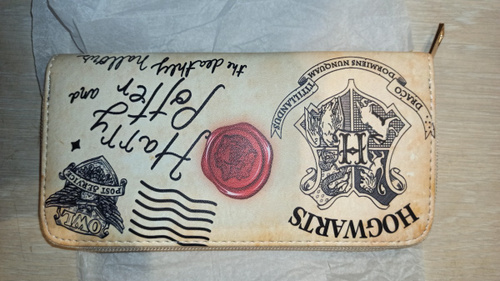 HOGWARTS
H
DRACO DORMIENS NUNQUAM TITILLANDUS
OWL
POST SERVICE
Harry
Potter and
the deathly hallows